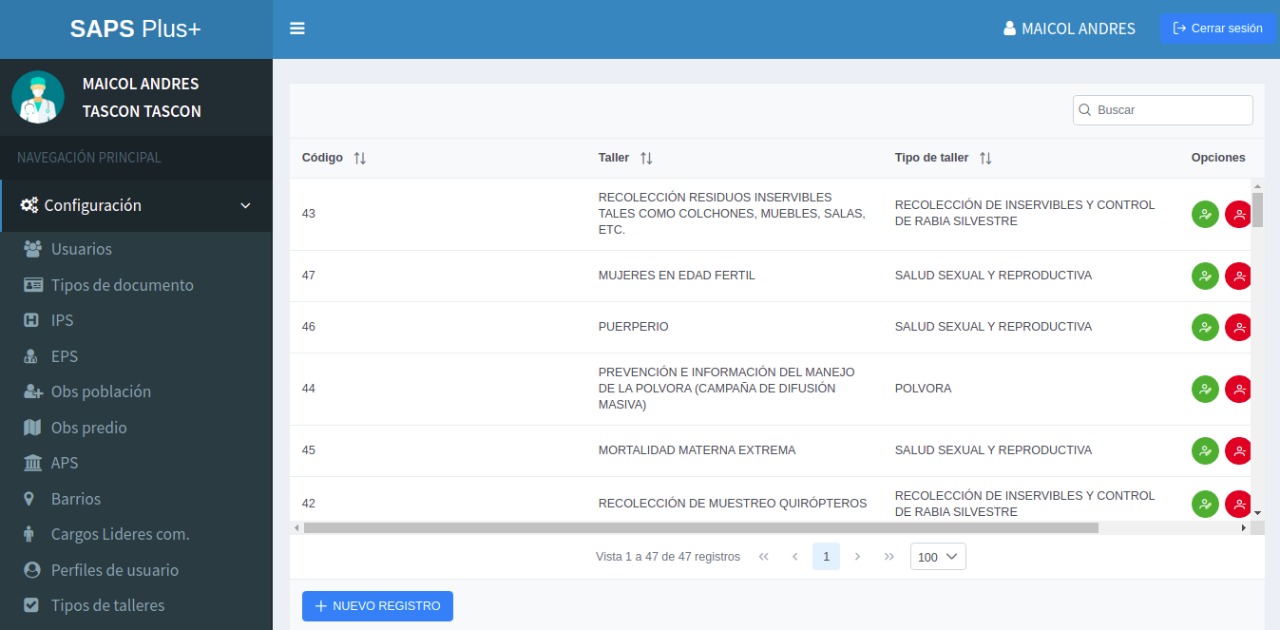 SAPS Plus+
MAICOL ANDRES
Cerrar sesión
MAICOL ANDRES
TASCON TASCON
NAVEGACIÓN PRINCIPAL
Configuración
Usuarios
Tipos de documento
IPS
EPS
Obs población
Obs predio
APS
Barrios
Cargos Lideres com.
Perfiles de usuario
Tipos de talleres
Buscar
Código
Taller
Tipo de taller
Opciones
43
RECOLECCIÓN RESIDUOS INSERVIBLES
TALES COMO COLCHONES, MUEBLES, SALAS,
ETC.
RECOLECCIÓN DE INSERVIBLES Y CONTROL
DE RABIA SILVESTRE
47
MUJERES EN EDAD FERTIL
SALUD SEXUAL Y REPRODUCTIVA
46
PUERPERIO
SALUD SEXUAL Y REPRODUCTIVA
44
PREVENCIÓN E INFORMACIÓN DEL MANEJO
DE LA POLVORA (CAMPAÑA DE DIFUSIÓN
MASIVA)
POLVORA
45
MORTALIDAD MATERNA EXTREMA
SALUD SEXUAL Y REPRODUCTIVA
42
RECOLECCIÓN DE MUESTREO QUIRÓPTEROS
RECOLECCIÓN DE INSERVIBLES Y CONTROL
DE RABIA SILVESTRE
Vista 1 a 47 de 47 registros
1
100
NUEVO REGISTRO